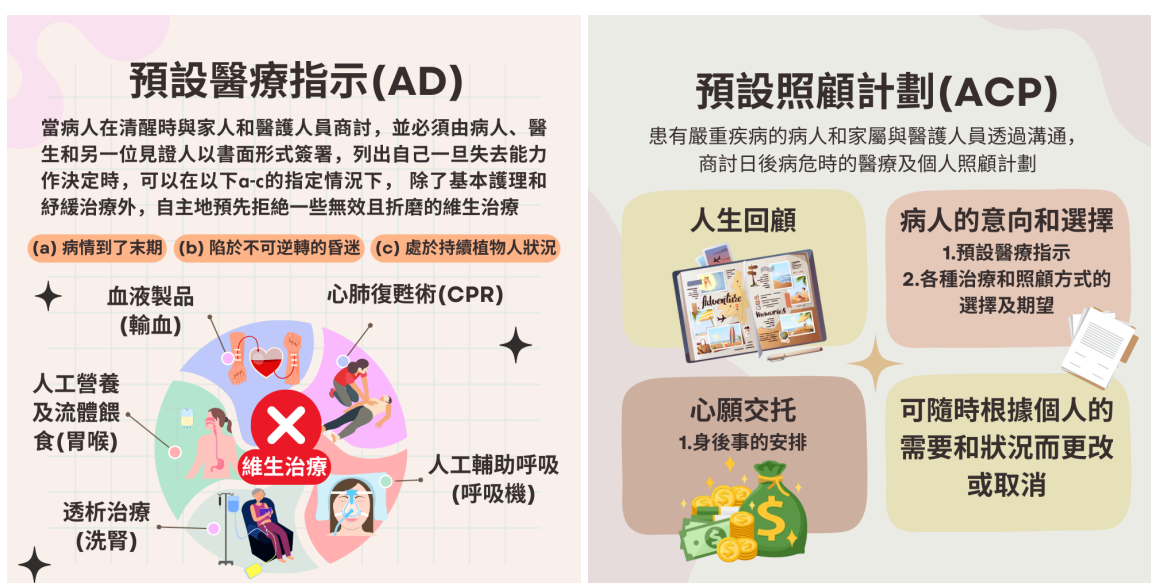 預設醫療指示(AD)
當病人在清醒時與家人和醫護人員商討，並必須由病人、醫
生和另一位見證人以書面形式簽署，列出自己一旦失去能力
作決定時，可以在以下a-c的指定情況下， 除了基本護理和
紓緩治療外，自主地預先拒絕一些無效且折磨的維生治療
(a) 病情到了末期 (b) 陷於不可逆轉的昏迷 (c) 處於持續植物人狀況
血液製品
(輸血)
心肺復甦術(CPR)
人工營養
及流體餵
食(胃喉)
維生治療
人工輔助呼吸
(呼吸機)
透析治療
(洗腎)
預設照顧計劃(ACP)
患有嚴重疾病的病人和家屬與醫護人員透過溝通，
商討日後病危時的醫療及個人照顧計劃
人生回顧
Adventure
Memories
病人的意向和選擇
1.預設醫療指示
2.各種治療和照顧方式的
選擇及期望
心願交托
1.身後事的安排
$
$
可隨時根據個人的
需要和狀況而更改
或取消